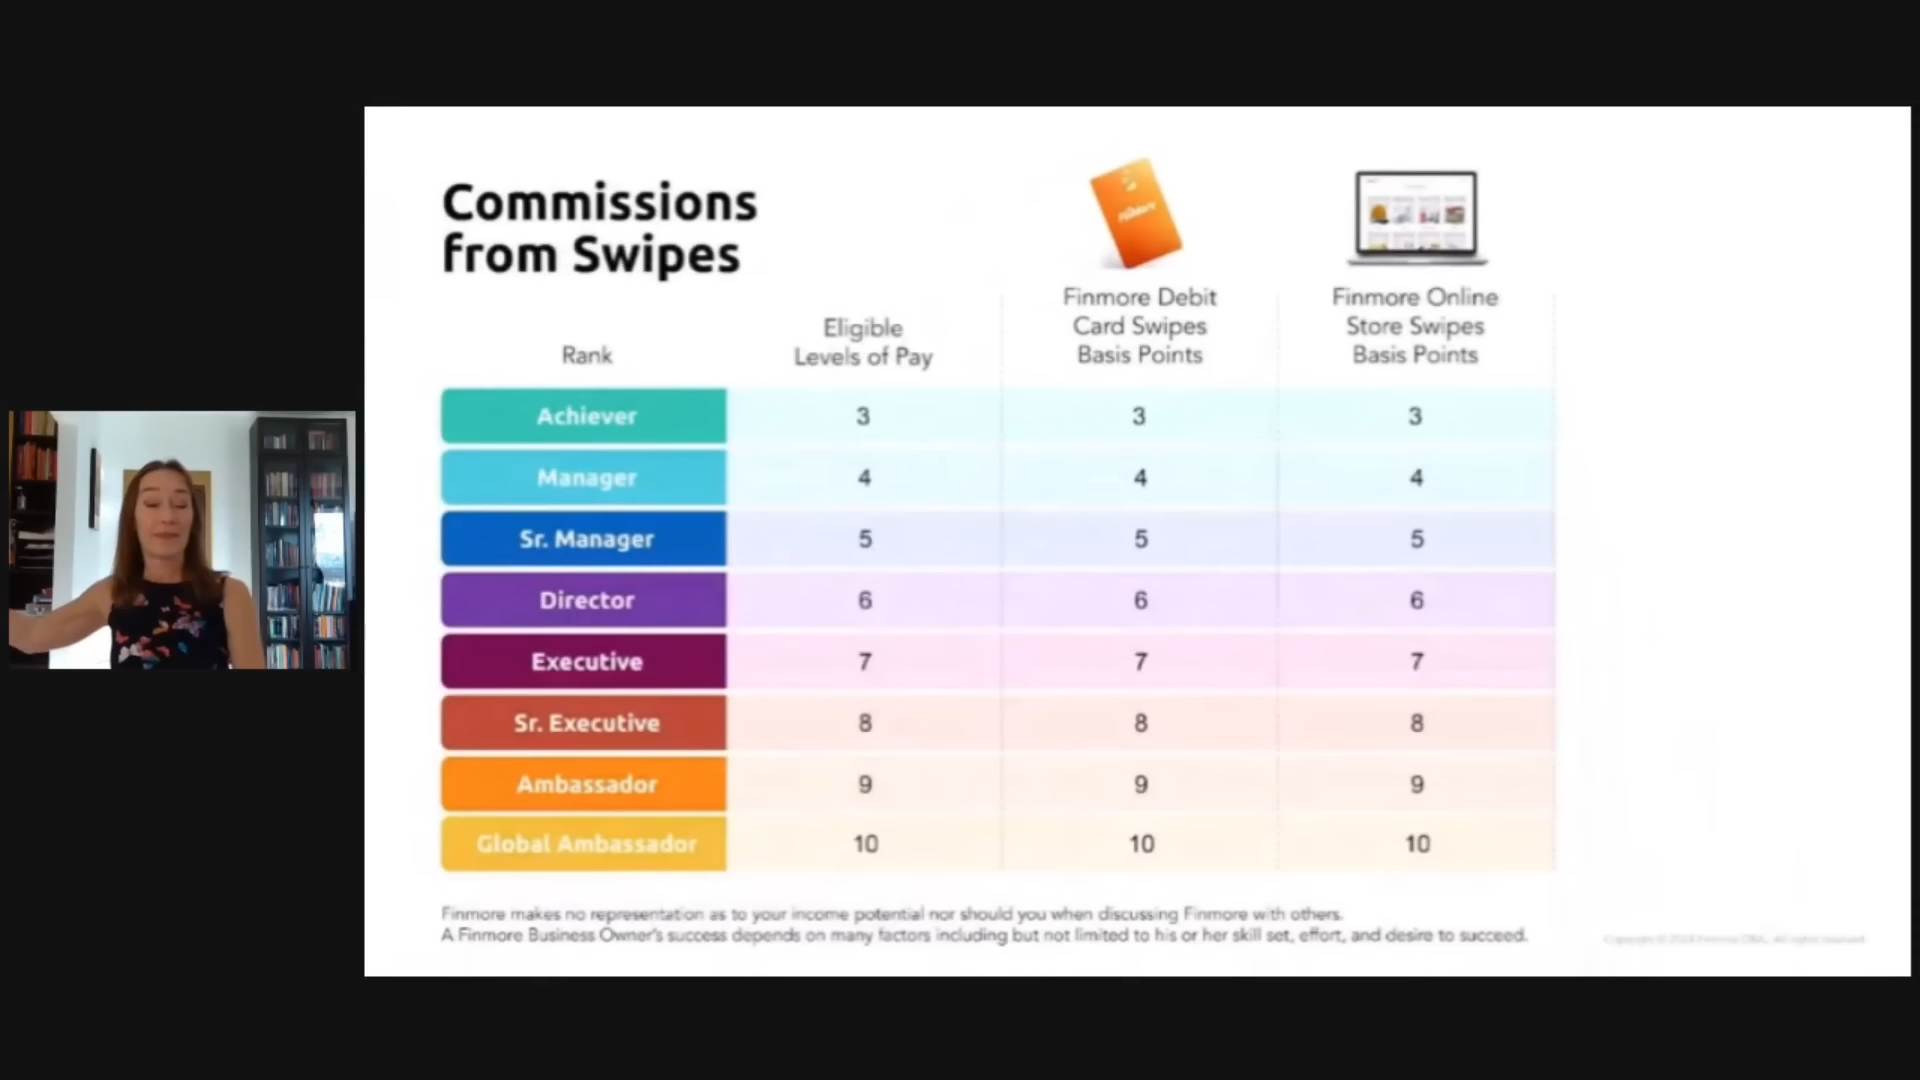 Commissions
from Swipes
Finmore
Rank
Eligible
Levels of Pay
Finmore Debit
Card Swipes
Basis Points
Finmore Online
Store Swipes
Basis Points
Achiever 3 3 3
Manager 4 4 4
Sr. Manager 5 5 5
Director 6 6 6
Executive 7 7 7
Sr. Executive 8 8 8
Ambassador 9 9 9
Global Ambassador 10 10 10
Finmore makes no representation as to your income potential nor should you when discussing Finmore with others.
A Finmore Business Owner's success depends on many factors including but not limited to his or her skill set, effort, and desire to succeed.